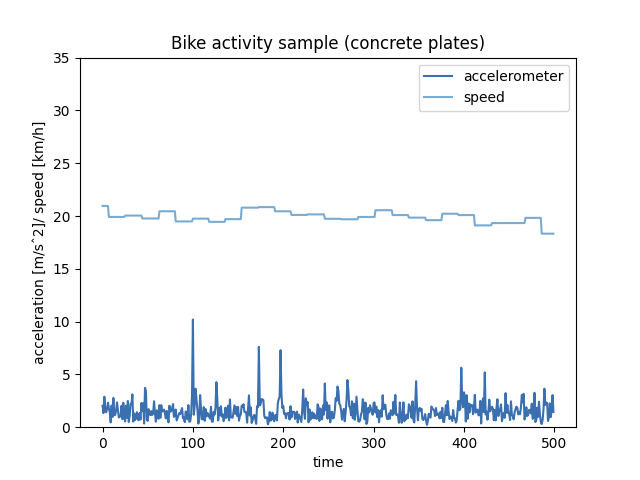 Bike activity sample (concrete plates)
accelerometer
speed
acceleration [m/s^2]/ speed [km/h]
35
30
25
20
15
10
5
0
0 100 200 300 400 500
time